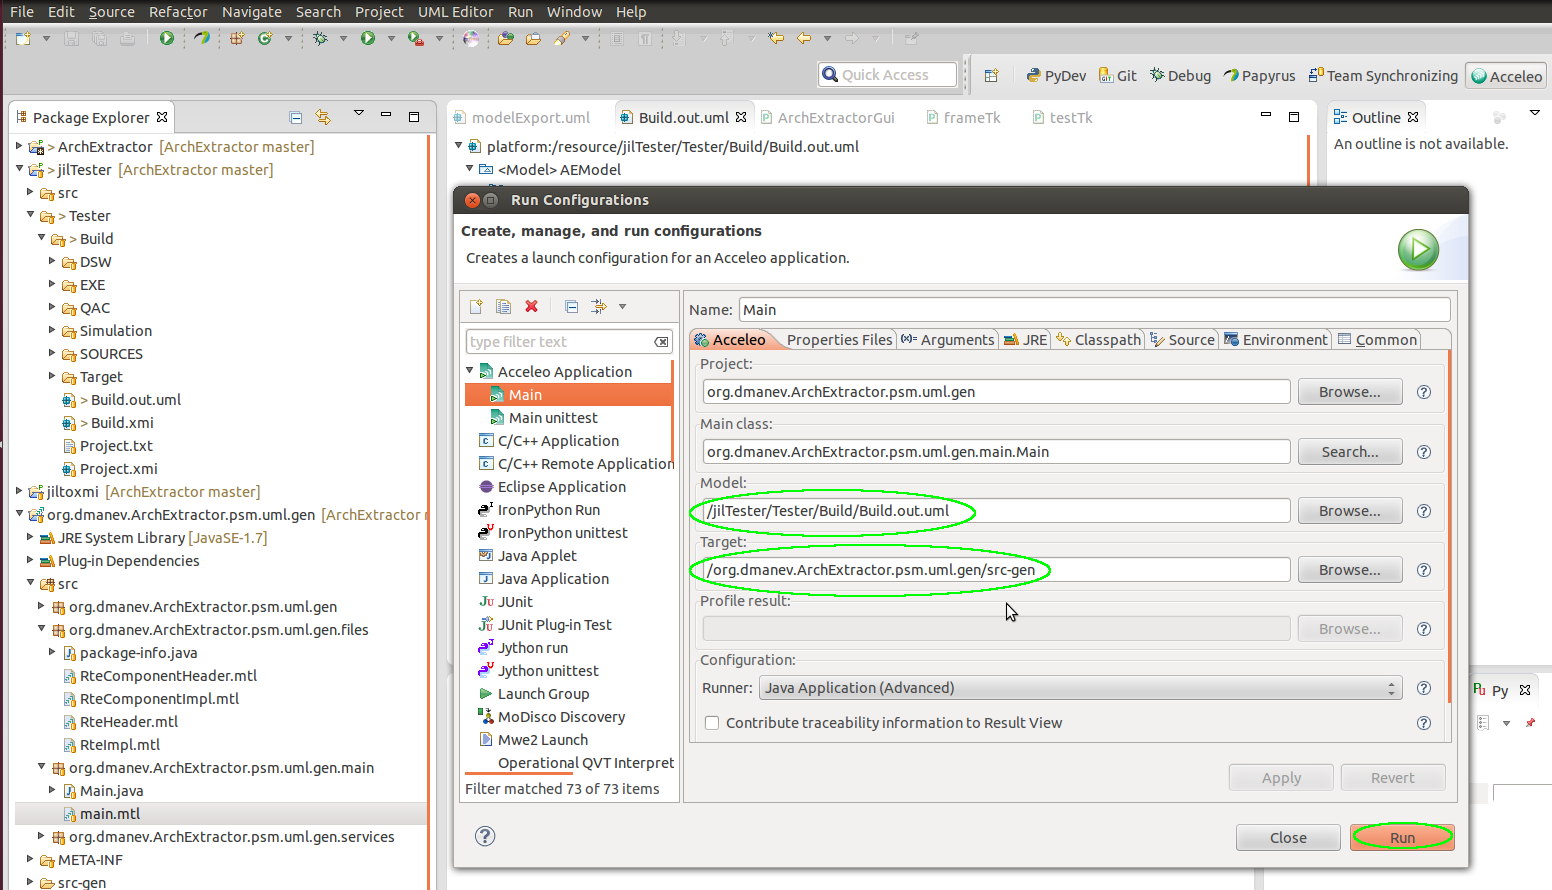 File Edit Source Refactor Navigate Search Project UML Editor Run Window Help
Quick Access
PyDev Git Debug Papyrus Team Synchronizing Acceleo
Package Explorer
> ArchExtractor [ArchExtractor master]
> jilTester [ArchExtractor master]
src
> Tester
> Build
DSW
EXE
QAC
Simulation
SOURCES
Target
> Build.out.uml
> Build.xmi
Project.txt
Project.xmi
jiltoxmi [ArchExtractor master]
org.dmanev.ArchExtractor.psm.uml.gen [ArchExtractor
JRE System Library [JavaSE-1.7]
Plug-in Dependencies
src
org.dmanev.ArchExtractor.psm.uml.gen
org.dmanev.ArchExtractor.psm.uml.gen.files
package-info.java
RteComponentHeader.mtl
RteComponentImpl.mtl
RteHeader.mtl
RteImpl.mtl
org.dmanev.ArchExtractor.psm.uml.gen.main
Main.java
main.mtl
org.dmanev.ArchExtractor.psm.uml.gen.services
META-INF
src-gen
modelExport.uml Build.out.uml ArchExtractorGui frameTk testTk
platform:/resource/jilTester/Tester/Build/Build.out.uml
<Model> AEModel
Outline
An outline is not available.
Py
Run Configurations
Create, manage, and run configurations
Creates a launch configuration for an Acceleo application.
type filter text
Acceleo Application
Main
Main unittest
C/C++ Application
C/C++ Remote Application
Eclipse Application
IronPython Run
IronPython unittest
Java Applet
Java Application
JUnit
JUnit Plug-in Test
Jython run
Jython unittest
Launch Group
MoDisco Discovery
Mwe2 Launch
Operational QVT Interpret
Filter matched 73 of 73 items
Name: Main
Acceleo Properties Files Arguments JRE Classpath Source Environment Common
Project:
org.dmanev.ArchExtractor.psm.uml.gen Browse...
Main class:
org.dmanev.ArchExtractor.psm.uml.gen.main.Main Search...
Model:
/jilTester/Tester/Build/Build.out.uml Browse...
Target:
/org.dmanev.ArchExtractor.psm.uml.gen/src-gen Browse...
Profile result:
Browse...
Configuration:
Runner: Java Application (Advanced)
Contribute traceability information to Result View
Apply Revert
Close Run